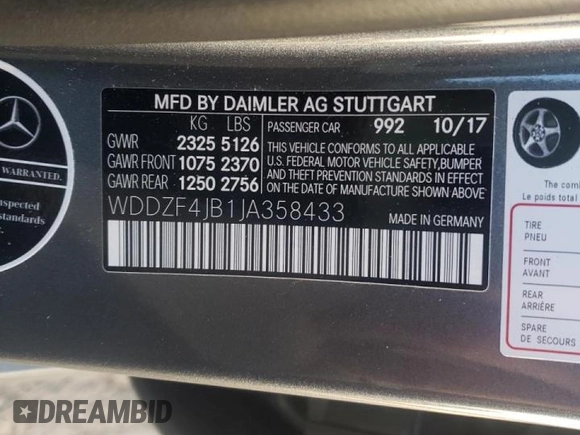 MFD BY DAIMLER AG STUTTGART
KG LBS
PASSENGER CAR 992 10/17
GVWR 2325 5126
GAWR FRONT 1075 2370
GAWR REAR 1250 2756
THIS VEHICLE CONFORMS TO ALL APPLICABLE
U.S. FEDERAL MOTOR VEHICLE SAFETY,BUMPER
AND THEFT PREVENTION STANDARDS IN EFFECT
ON THE DATE OF MANUFACTURE SHOWN ABOVE.
WDDZF4JB1JA358433
MADE IN GERMANY
WARRANTED.
inspected
standards
The com
Le poids total
TIRE
PNEU
FRONT
AVANT
REAR
ARRIÈRE
SPARE
DE SECOURS
DREAMBID